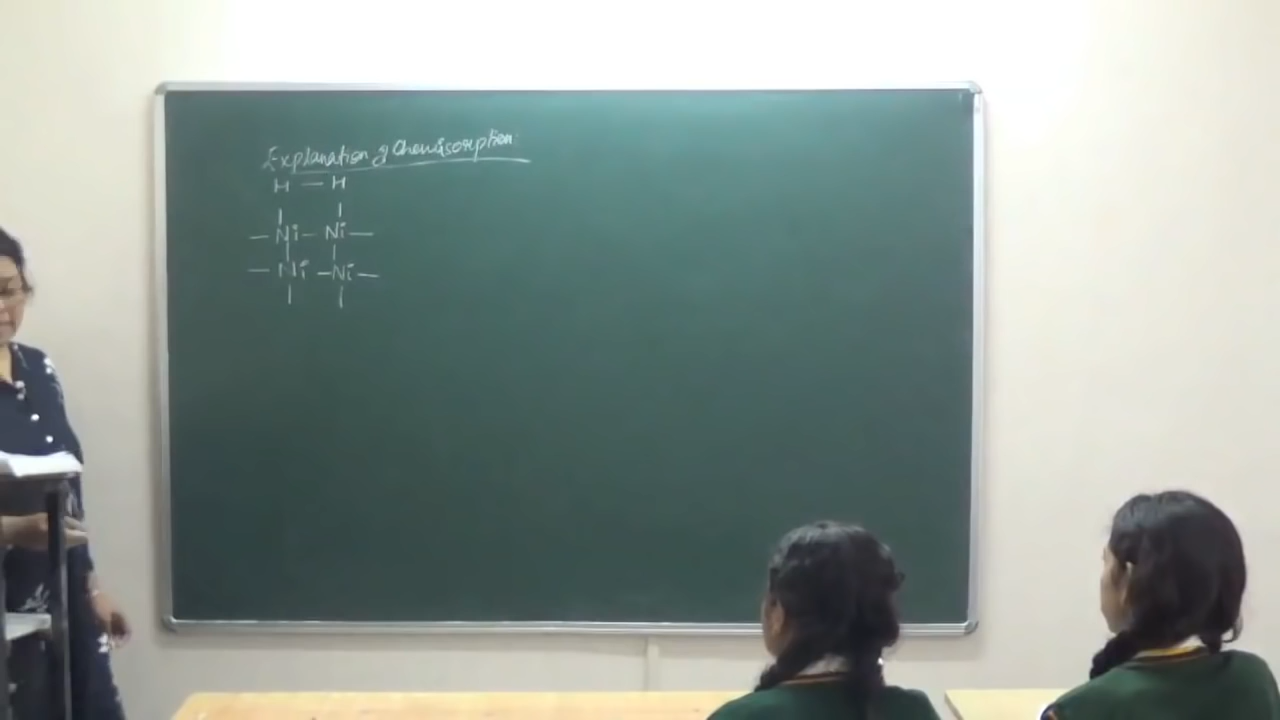 Explanation of Chemisorption:
H — H
— Ni — Ni —
— Ni — Ni —